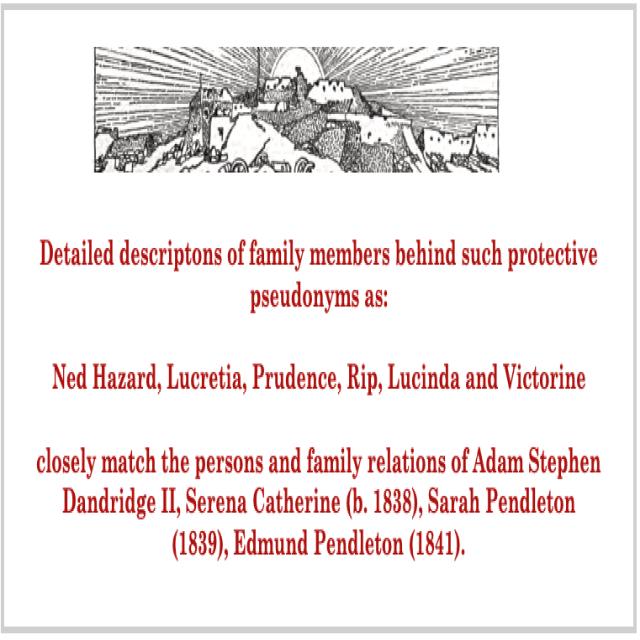 Detailed descriptons of family members behind such protective
pseudonyms as:
Ned Hazard, Lucretia, Prudence, Rip, Lucinda and Victorine
closely match the persons and family relations of Adam Stephen
Dandridge II, Serena Catherine (b. 1838), Sarah Pendleton
(1839), Edmund Pendleton (1841).